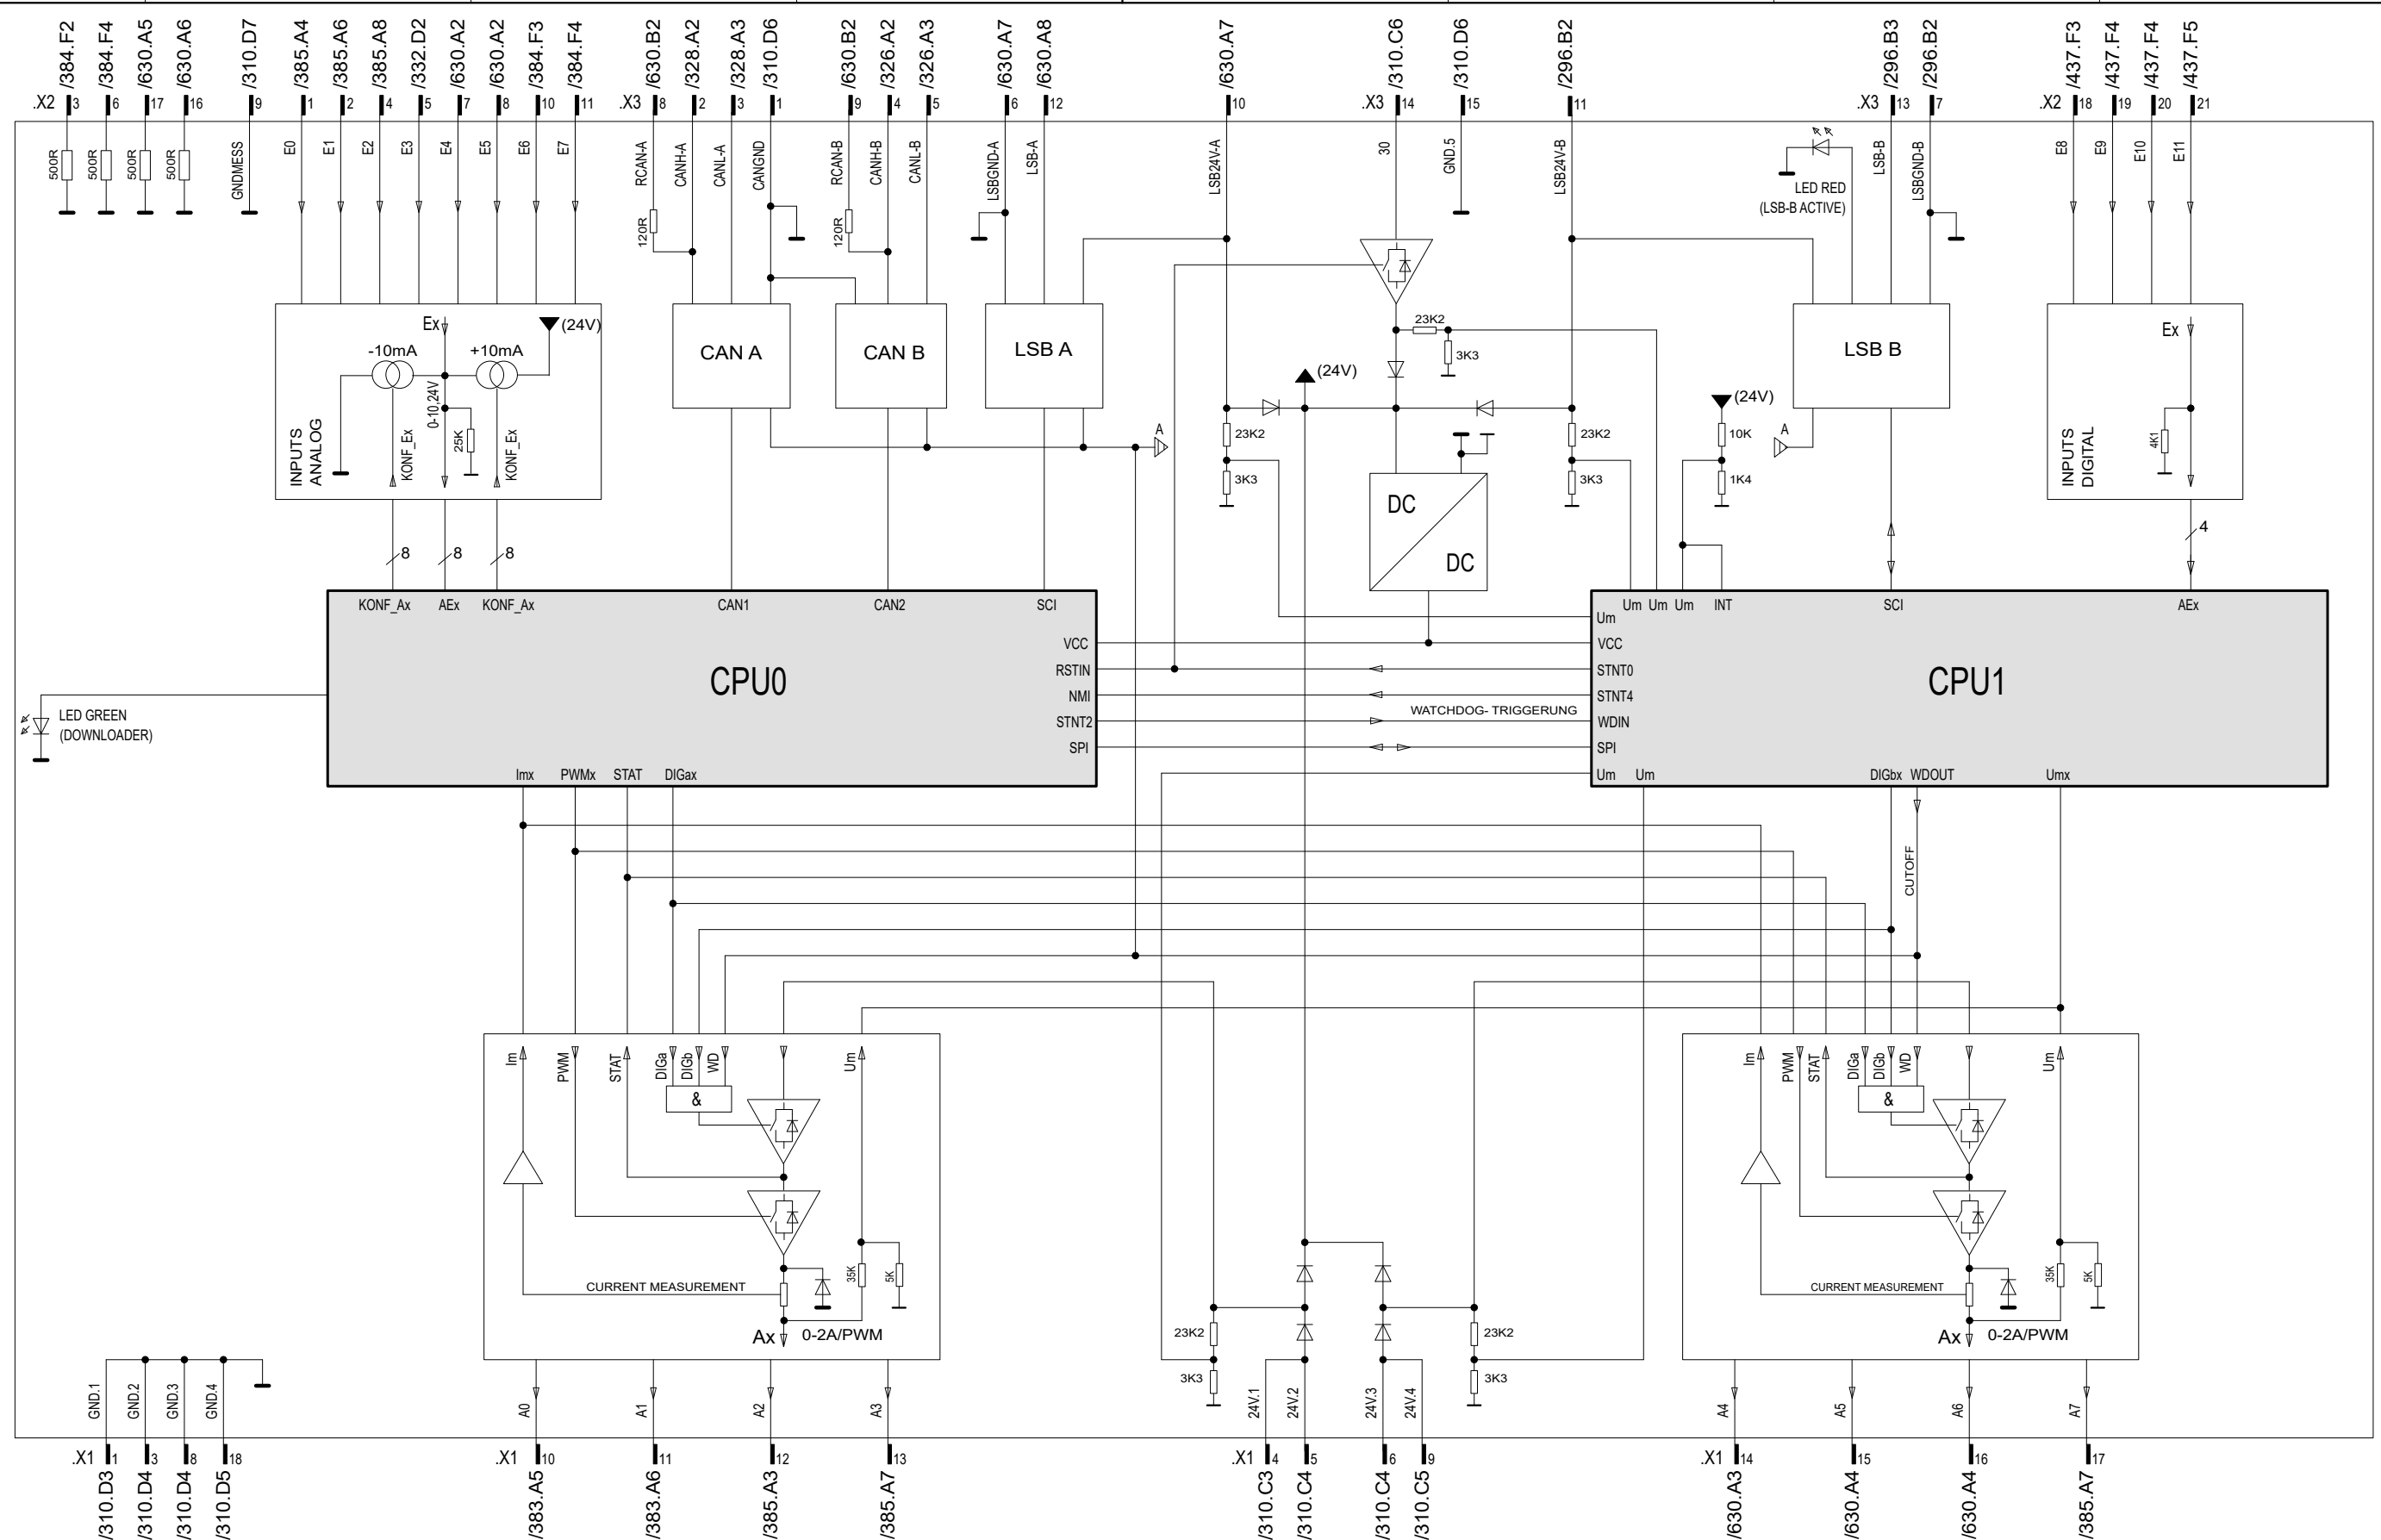 /384.F2
/384.F4
/630.A5
/630.A6
/310.D7
/385.A4
/385.A6
/385.A8
/332.D2
/630.A2
/630.A2
/384.F3
/384.F4
/630.B2
/328.A2
/328.A3
/310.D6
/630.B2
/326.A2
/326.A3
/630.A7
/630.A8
/630.A7
/310.C6
/310.D6
/296.B2
/296.B3
/296.B2
/437.F3
/437.F4
/437.F4
/437.F5
.X2 3 6 17 16 9 1 2 4 5 7 8 10 11
.X3 8 2 3 1 9 4 5 6 12 10
.X3 14 15 11
.X3 13 7
.X2 18 19 20 21
500R
500R
500R
500R
GNDMESS
E0
E1
E2
E3
E4
E5
E6
E7
RCAN-A
CANH-A
CANL-A
CANGND
RCAN-B
CANH-B
CANL-B
LSBGND-A
LSB-A
LSB24V-A
30
GND.5
LSB24V-B
LED RED
(LSB-B ACTIVE)
LSB-B
LSBGND-B
E8
E9
E10
E11
120R
120R
Ex
(24V)
-10mA
+10mA
0-10,24V
25K
KONF_Ex
KONF_Ex
INPUTS
ANALOG
CAN A
CAN B
LSB A
A
23K2
3K3
(24V)
23K2
3K3
23K2
3K3
DC
DC
(24V)
10K
1K4
A
LSB B
Ex
4K1
INPUTS
DIGITAL
8
8
8
4
KONF_Ax
AEx
KONF_Ax
CAN1
CAN2
SCI
VCC
RSTIN
NMI
STNT2
SPI
CPU0
Imx
PWMx
STAT
DIGax
LED GREEN
(DOWNLOADER)
WATCHDOG- TRIGGERUNG
Um
Um
Um
INT
SCI
AEx
Um
VCC
STNT0
STNT4
WDIN
SPI
Um
Um
CPU1
DIGbx
WDOUT
Umx
CUTOFF
Im
PWM
STAT
DIGa
DIGb
WD
Um
&
CURRENT MEASUREMENT
35K
5K
Ax
0-2A/PWM
23K2
3K3
23K2
3K3
24V.1
24V.2
24V.3
24V.4
Im
PWM
STAT
DIGa
DIGb
WD
Um
&
CURRENT MEASUREMENT
35K
5K
Ax
0-2A/PWM
GND.1
GND.2
GND.3
GND.4
A0
A1
A2
A3
A4
A5
A6
A7
.X1 1 3 8 18
.X1 10 11 12 13
.X1 4 5 6 9
.X1 14 15 16 17
/310.D3
/310.D4
/310.D4
/310.D5
/383.A5
/383.A6
/385.A3
/385.A7
/310.C3
/310.C4
/310.C4
/310.C5
/630.A3
/630.A4
/630.A4
/385.A7